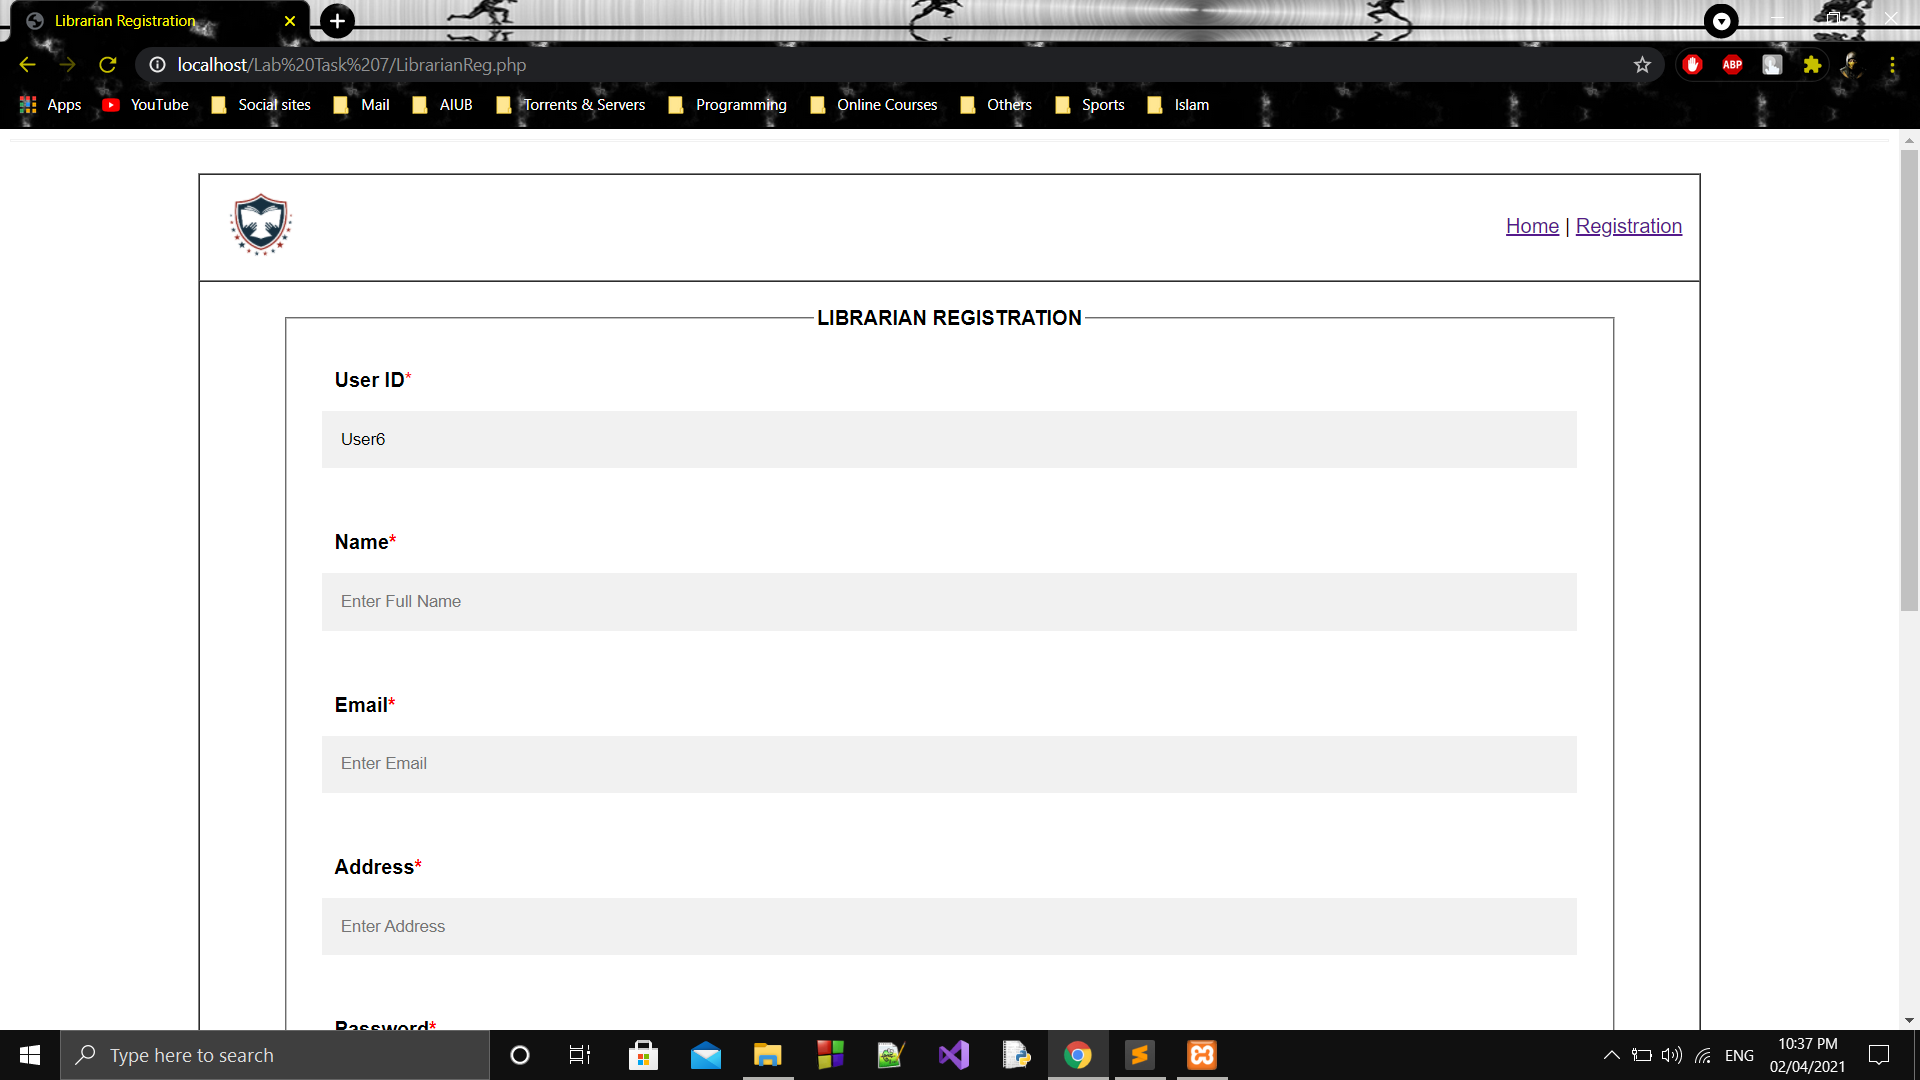 Librarian Registration
localhost/Lab%20Task%207/LibrarianReg.php
ABP
Apps YouTube Social sites Mail AIUB Torrents & Servers Programming Online Courses Others Sports Islam
Home | Registration
LIBRARIAN REGISTRATION
User ID*
User6
Name*
Enter Full Name
Email*
Enter Email
Address*
Enter Address
Password*
Type here to search
ENG
10:37 PM
02/04/2021